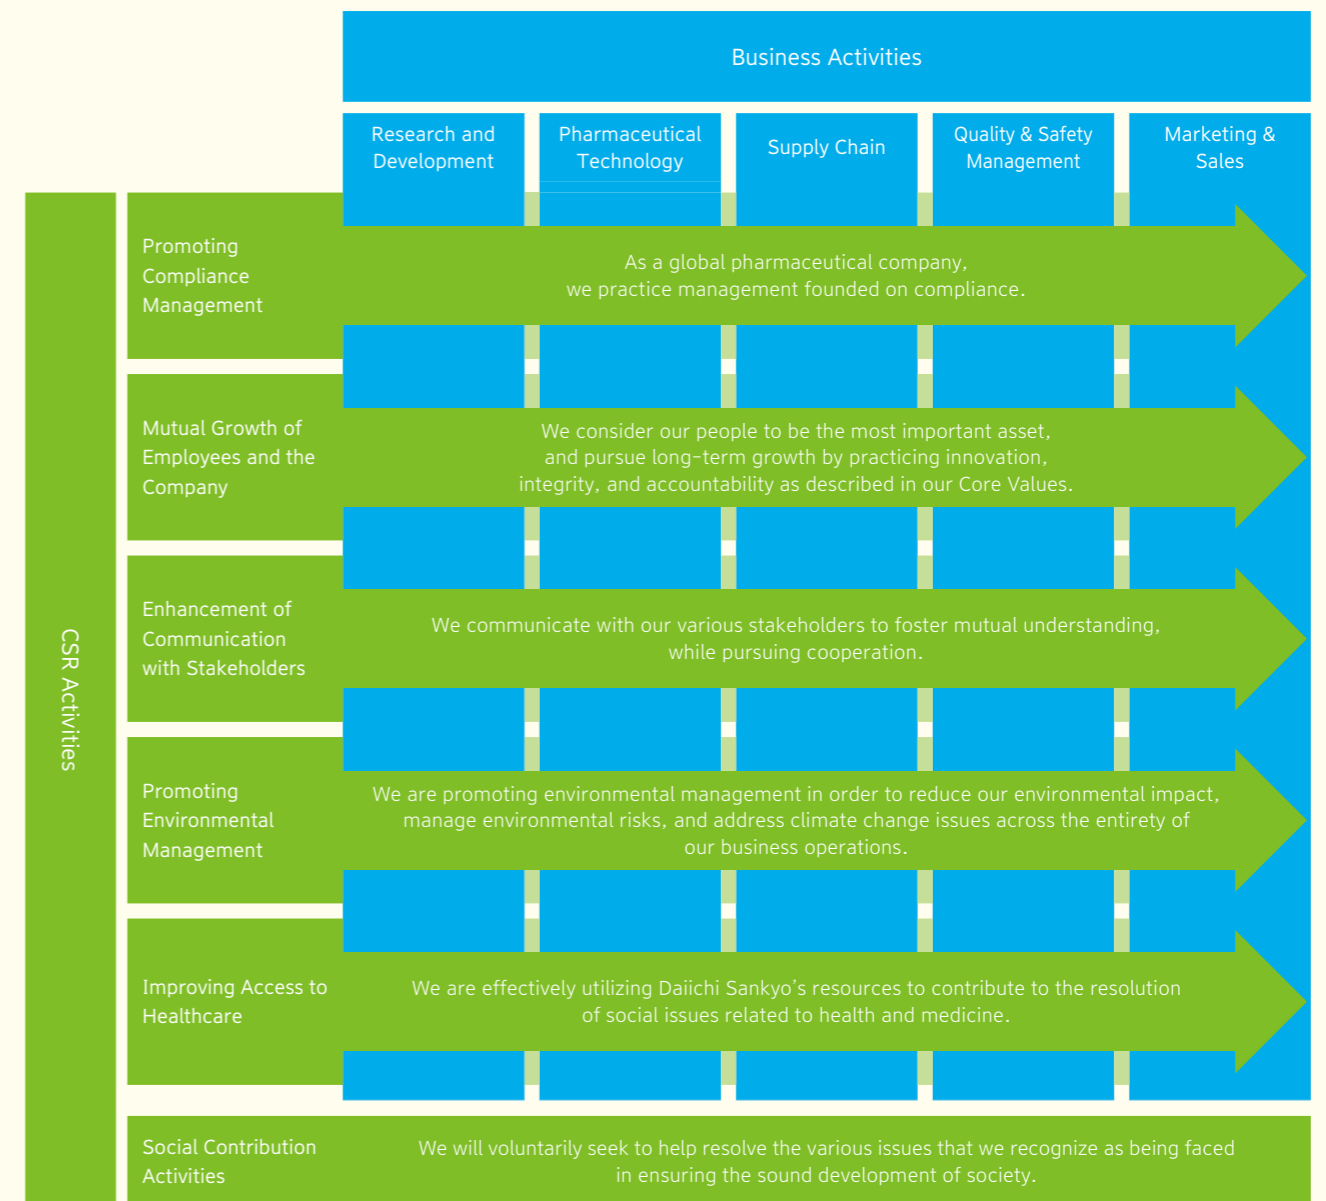 Business Activities
Research and
Development
Pharmaceutical
Technology
Supply Chain
Quality & Safety
Management
Marketing &
Sales
CSR Activities
Promoting
Compliance
Management
As a global pharmaceutical company,
we practice management founded on compliance.
Mutual Growth of
Employees and the
Company
We consider our people to be the most important asset,
and pursue long-term growth by practicing innovation,
integrity, and accountability as described in our Core Values.
Enhancement of
Communication
with Stakeholders
We communicate with our various stakeholders to foster mutual understanding,
while pursuing cooperation.
Promoting
Environmental
Management
We are promoting environmental management in order to reduce our environmental impact,
manage environmental risks, and address climate change issues across the entirety of
our business operations.
Improving Access to
Healthcare
We are effectively utilizing Daiichi Sankyo's resources to contribute to the resolution
of social issues related to health and medicine.
Social Contribution
Activities
We will voluntarily seek to help resolve the various issues that we recognize as being faced
in ensuring the sound development of society.